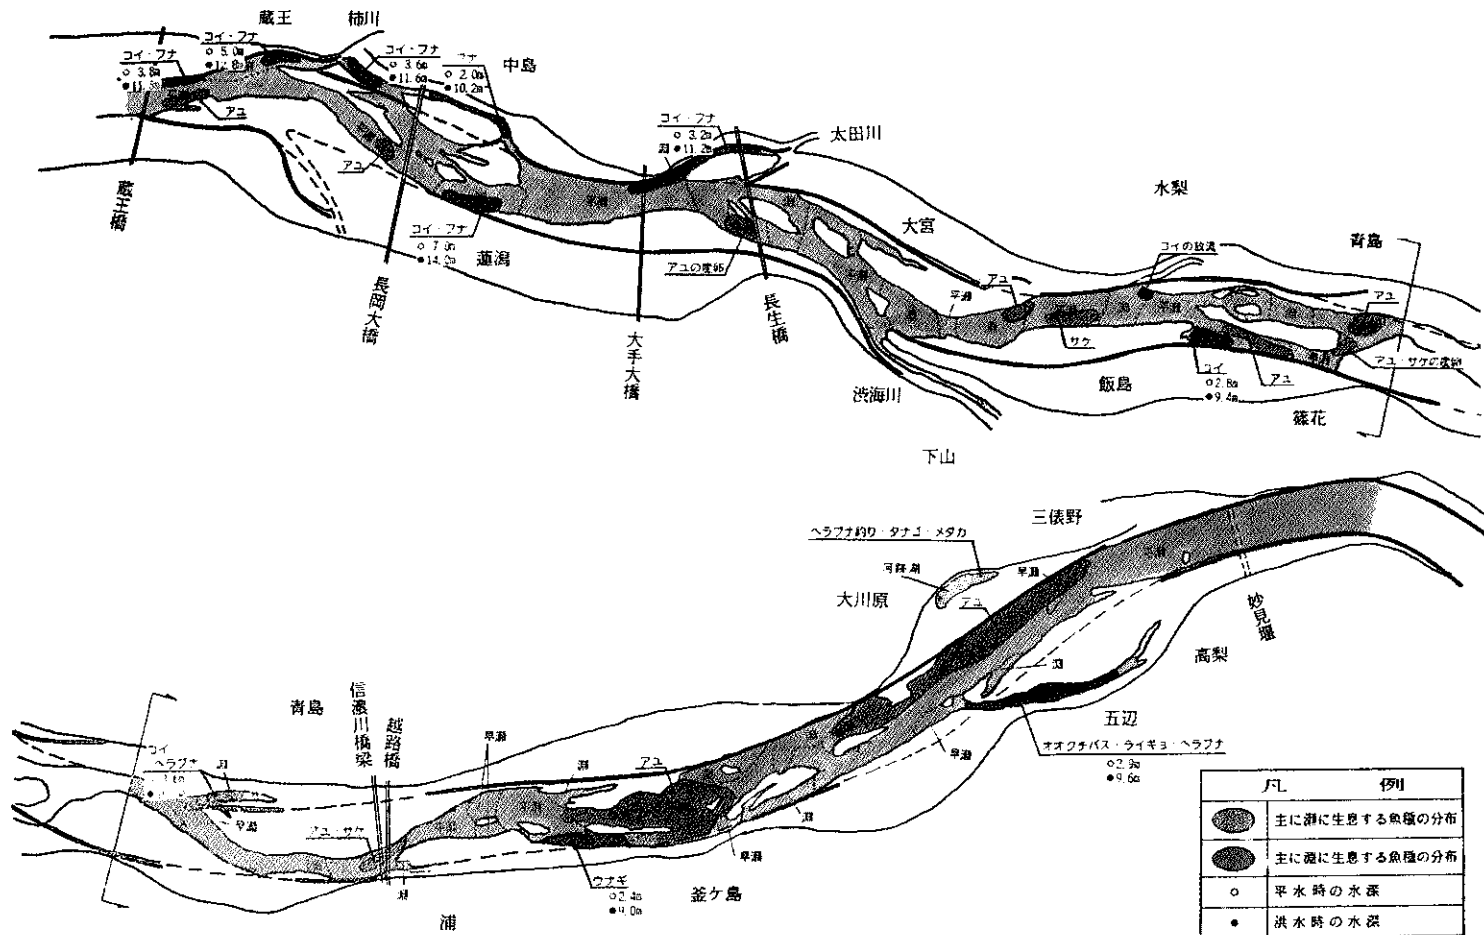 蔵王
柿川
コイ・フナ
○ 5.0m
コイ・フナ
○ 3.8m
コイ・フナ
○ 3.6m
●11.6m
フナ
○ 2.0m
●10.2m
中島
アユ
アユ
コイ・フナ
○ 3.2m
●11.2m
淵
太田川
水梨
大宮
平瀬
コイの放流
青島
アユ
アユ
蔵王橋
長岡大橋
コイ・フナ
○ 7.0m
●14.2m
蓮潟
平瀬
アユの産卵
大手大橋
長生橋
渋海川
サケ
飯島
コイ
○2.8m
●9.4m
アユ
アユ・サケの産卵
篠花
下山
三俵野
ヘラブナ釣り・タナゴ・メダカ
河跡湖
早瀬
大川原
アユ
妙見堰
高梨
淵
五辺
早瀬
オオクチバス・ライギョ・ヘラブナ
○2.9m
●9.6m
青島
信濃川橋梁
越路橋
早瀬
淵
アユ
コイ
ヘラブナ
淵
早瀬
アユ・サケ
淵
早瀬
淵
ウナギ
○2.4m
●9.0m
釜ケ島
浦
凡例
主に瀬に生息する魚種の分布
主に淵に生息する魚種の分布
○ 平水時の水深
● 洪水時の水深